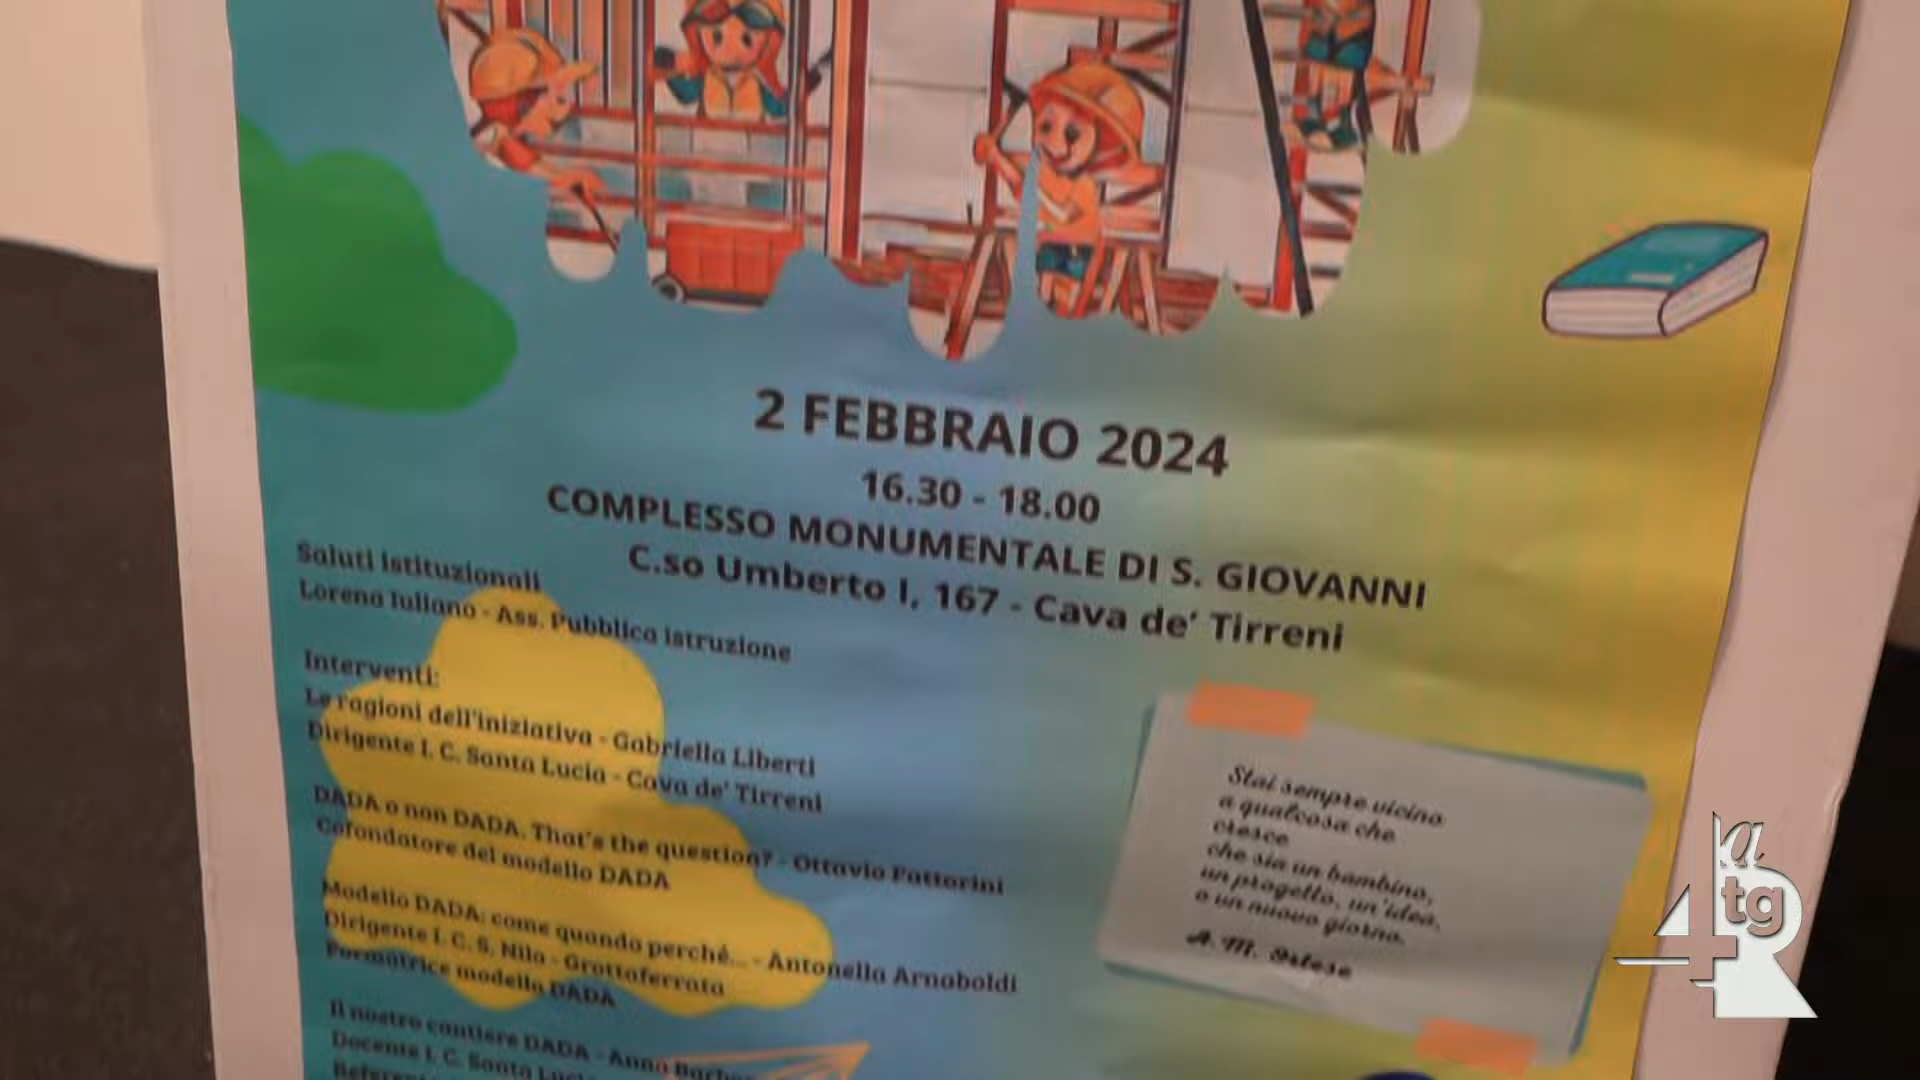 2 FEBBRAIO 2024
16.30 - 18.00
COMPLESSO MONUMENTALE DI S. GIOVANNI
C.so Umberto I, 167 - Cava de' Tirreni
Saluti istituzionali
Lorena Iuliano - Ass. Pubblica istruzione
Interventi:
Le ragioni dell'iniziativa - Gabriella Liberti
Dirigente I. C. Santa Lucia - Cava de' Tirreni
DADA o non DADA. That's the question? - Ottavio Fattorini
Cofondatore del modello DADA
Modello DADA: come quando perché... - Antonella Arnaboldi
Dirigente I. C. S. Nilo - Grottaferrata
Formatrice modello DADA
Il nostro cantiere DADA - Anna
Docente I. C. Santa
Stai sempre vicino
a qualcosa che
cresce
che sia un bambino,
un progetto, un'idea,
o un nuovo giorno.
A. M. Ortese
la
tg
4R